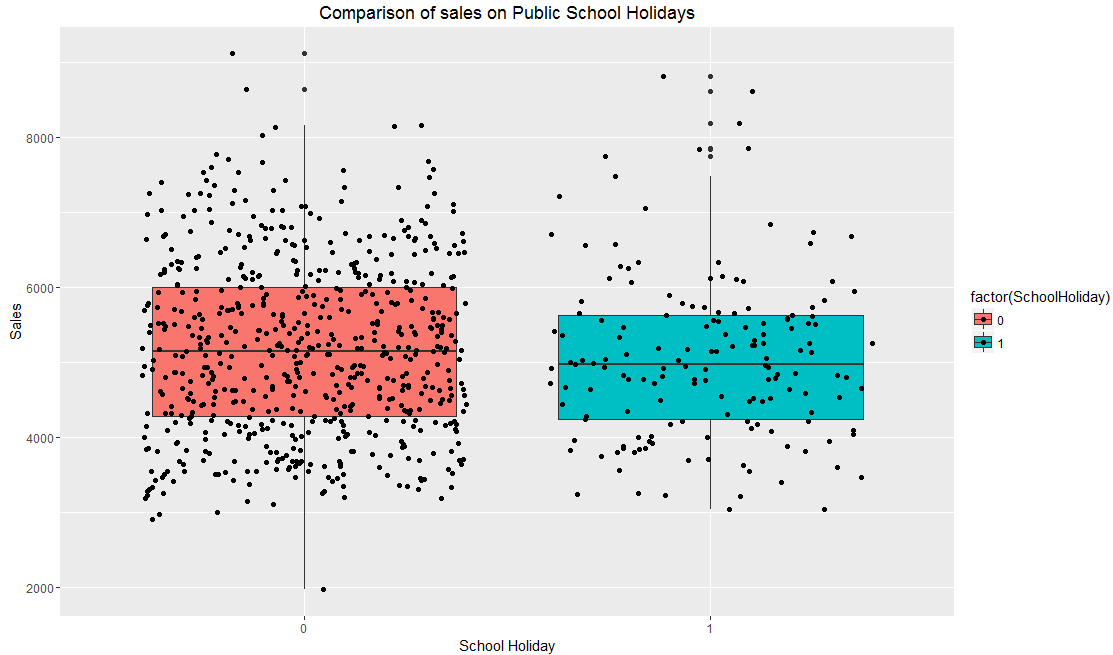 Comparison of sales on Public School Holidays
8000
6000
4000
2000
Sales
0
1
School Holiday
factor(SchoolHoliday)
0
1